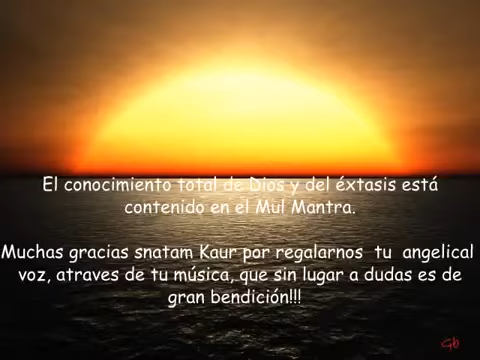 El conocimiento total de Dios y del éxtasis está
contenido en el Mul Mantra.
Muchas gracias snatam Kaur por regalarnos tu angelical
voz, atraves de tu música, que sin lugar a dudas es de
gran bendición!!!
Gb